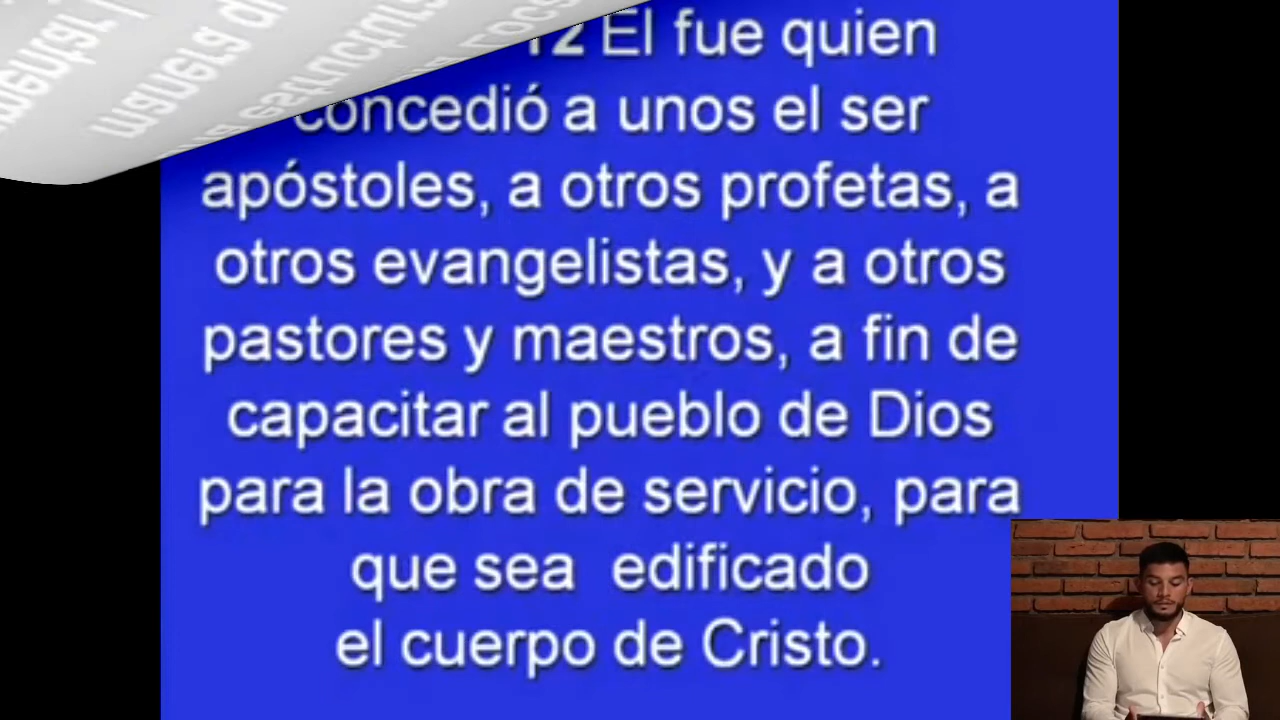 12 Él fue quien
concedió a unos el ser
apóstoles, a otros profetas, a
otros evangelistas, y a otros
pastores y maestros, a fin de
capacitar al pueblo de Dios
para la obra de servicio, para
que sea edificado
el cuerpo de Cristo.